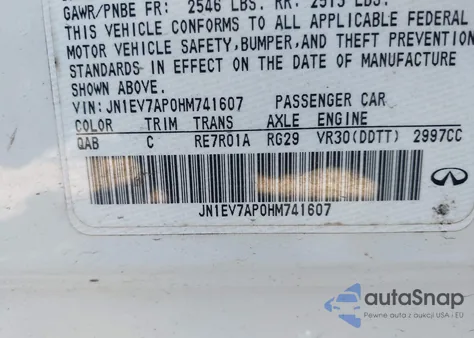 GAWR/PNBE FR: 2546 LBS. RR: 2513 LBS.
THIS VEHICLE CONFORMS TO ALL APPLICABLE FEDERAL
MOTOR VEHICLE SAFETY, BUMPER, AND THEFT PREVENTION
STANDARDS IN EFFECT ON THE DATE OF MANUFACTURE
SHOWN ABOVE.
VIN: JN1EV7AP0HM741607 PASSENGER CAR
COLOR TRIM TRANS AXLE ENGINE
QAB C RE7R01A RG29 VR30(DDTT) 2997CC
JN1EV7AP0HM741607
autoSnap
Pewne auta z aukcji USA i EU